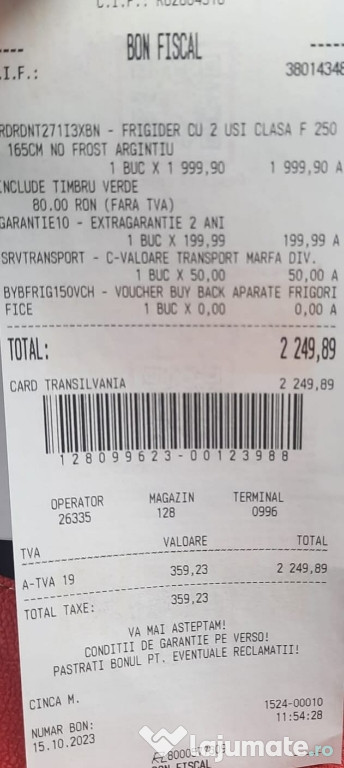 BON FISCAL
.I.F.: 38014348
RDRDNT271I3XBN - FRIGIDER CU 2 USI CLASA F 250
165CM NO FROST ARGINTIU
1 BUC X 1 999,90 1 999,90 A
INCLUDE TIMBRU VERDE
80.00 RON (FARA TVA)
GARANTIE10 - EXTRAGARANTIE 2 ANI
1 BUC X 199,99 199,99 A
SRVTRANSPORT - C-VALOARE TRANSPORT MARFA DIV.
1 BUC X 50,00 50,00 A
BYBFRIG150VCH - VOUCHER BUY BACK APARATE FRIGORI
FICE 1 BUC X 0,00 0,00 A
TOTAL: 2 249,89
CARD TRANSILVANIA 2 249,89
128099623-00123988
OPERATOR MAGAZIN TERMINAL
26335 128 0996
TVA VALOARE TOTAL
A-TVA 19 359,23 2 249,89
TOTAL TAXE: 359,23
VA MAI ASTEPTAM!
CONDITII DE GARANTIE PE VERSO!
PASTRATI BONUL PT. EVENTUALE RECLAMATII!
CINCA M. 1524-00010
NUMAR BON: 11:54:28
15.10.2023
BON FISCAL
lajumate.ro